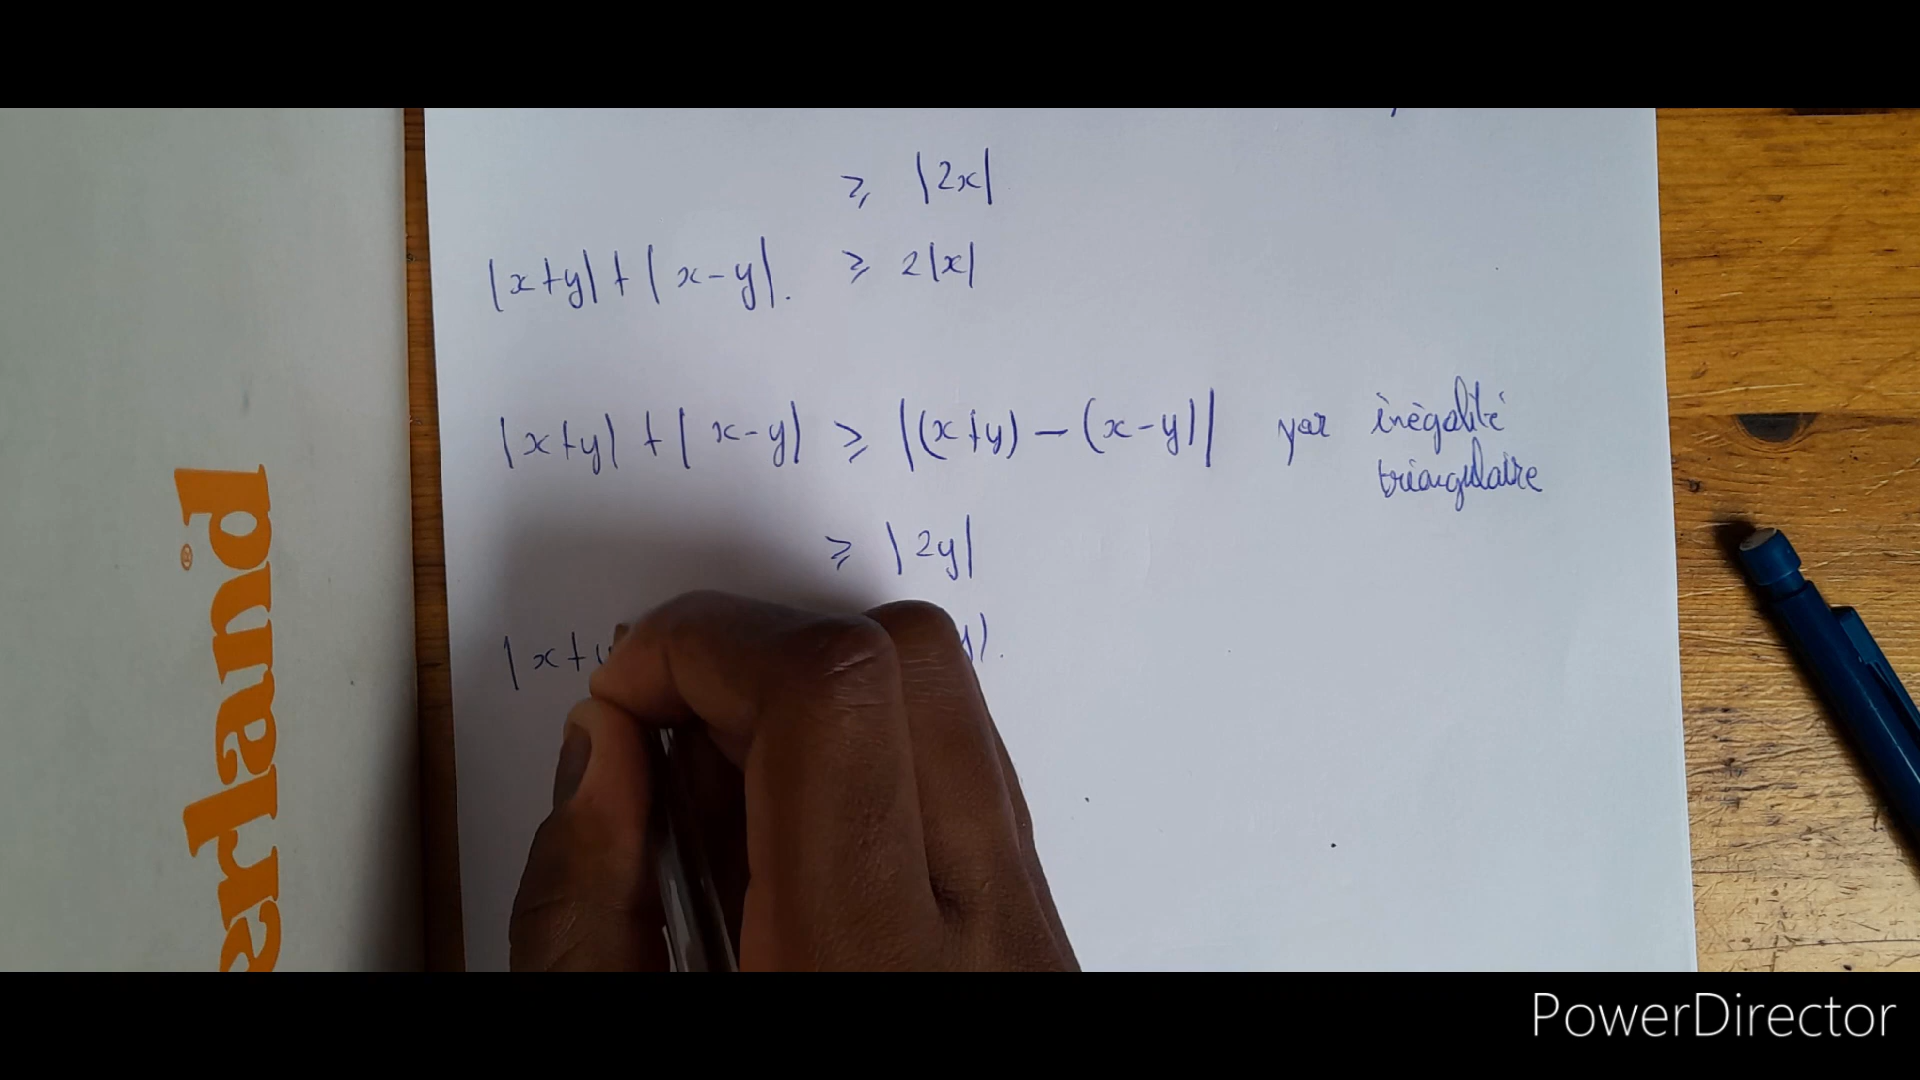 ≥ |2x|
|x+y| + |x-y|. ≥ 2|x|
|x+y| + |x-y| ≥ |(x+y) - (x-y)| par inégalité
triangulaire
≥ |2y|
|x+y
y|.
erland®
PowerDirector